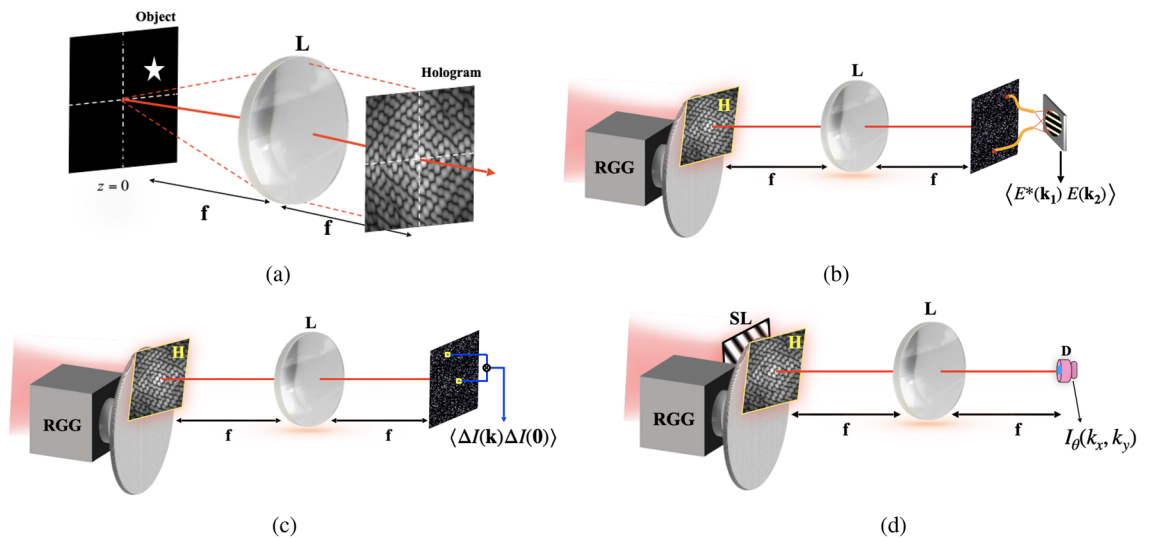 Object
L
Hologram
z = 0
f
f
(a)
H
L
RGG
f
f
⟨E*(k₁) E(k₂)⟩
(b)
H
L
RGG
f
f
⟨ΔI(k)ΔI(0)⟩
(c)
SL
H
L
D
RGG
f
f
I_θ(k_x, k_y)
(d)